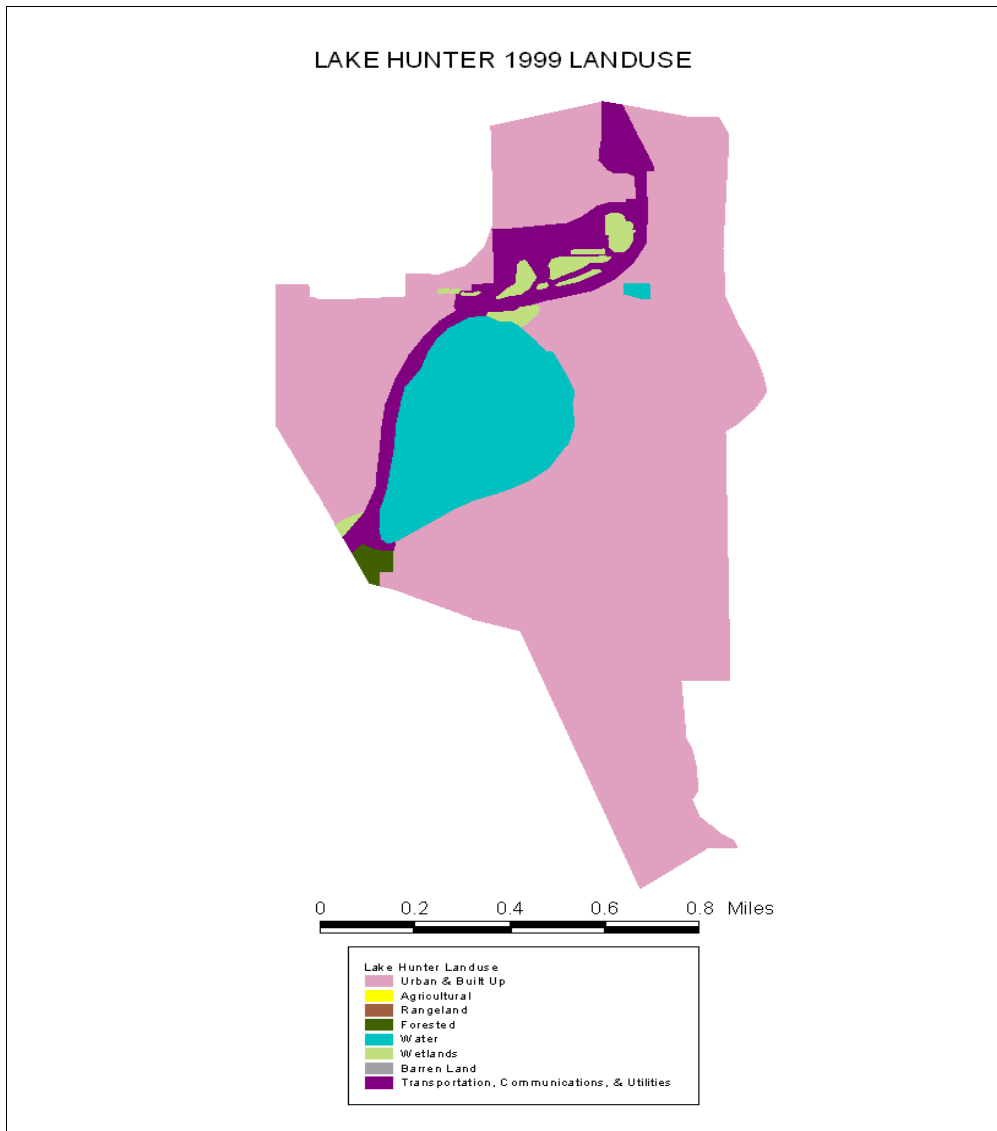 LAKE HUNTER 1999 LANDUSE
0 0.2 0.4 0.6 0.8 Miles
Lake Hunter Landuse
Urban & Built Up
Agricultural
Rangeland
Forested
Water
Wetlands
Barren Land
Transportation, Communications, & Utilities